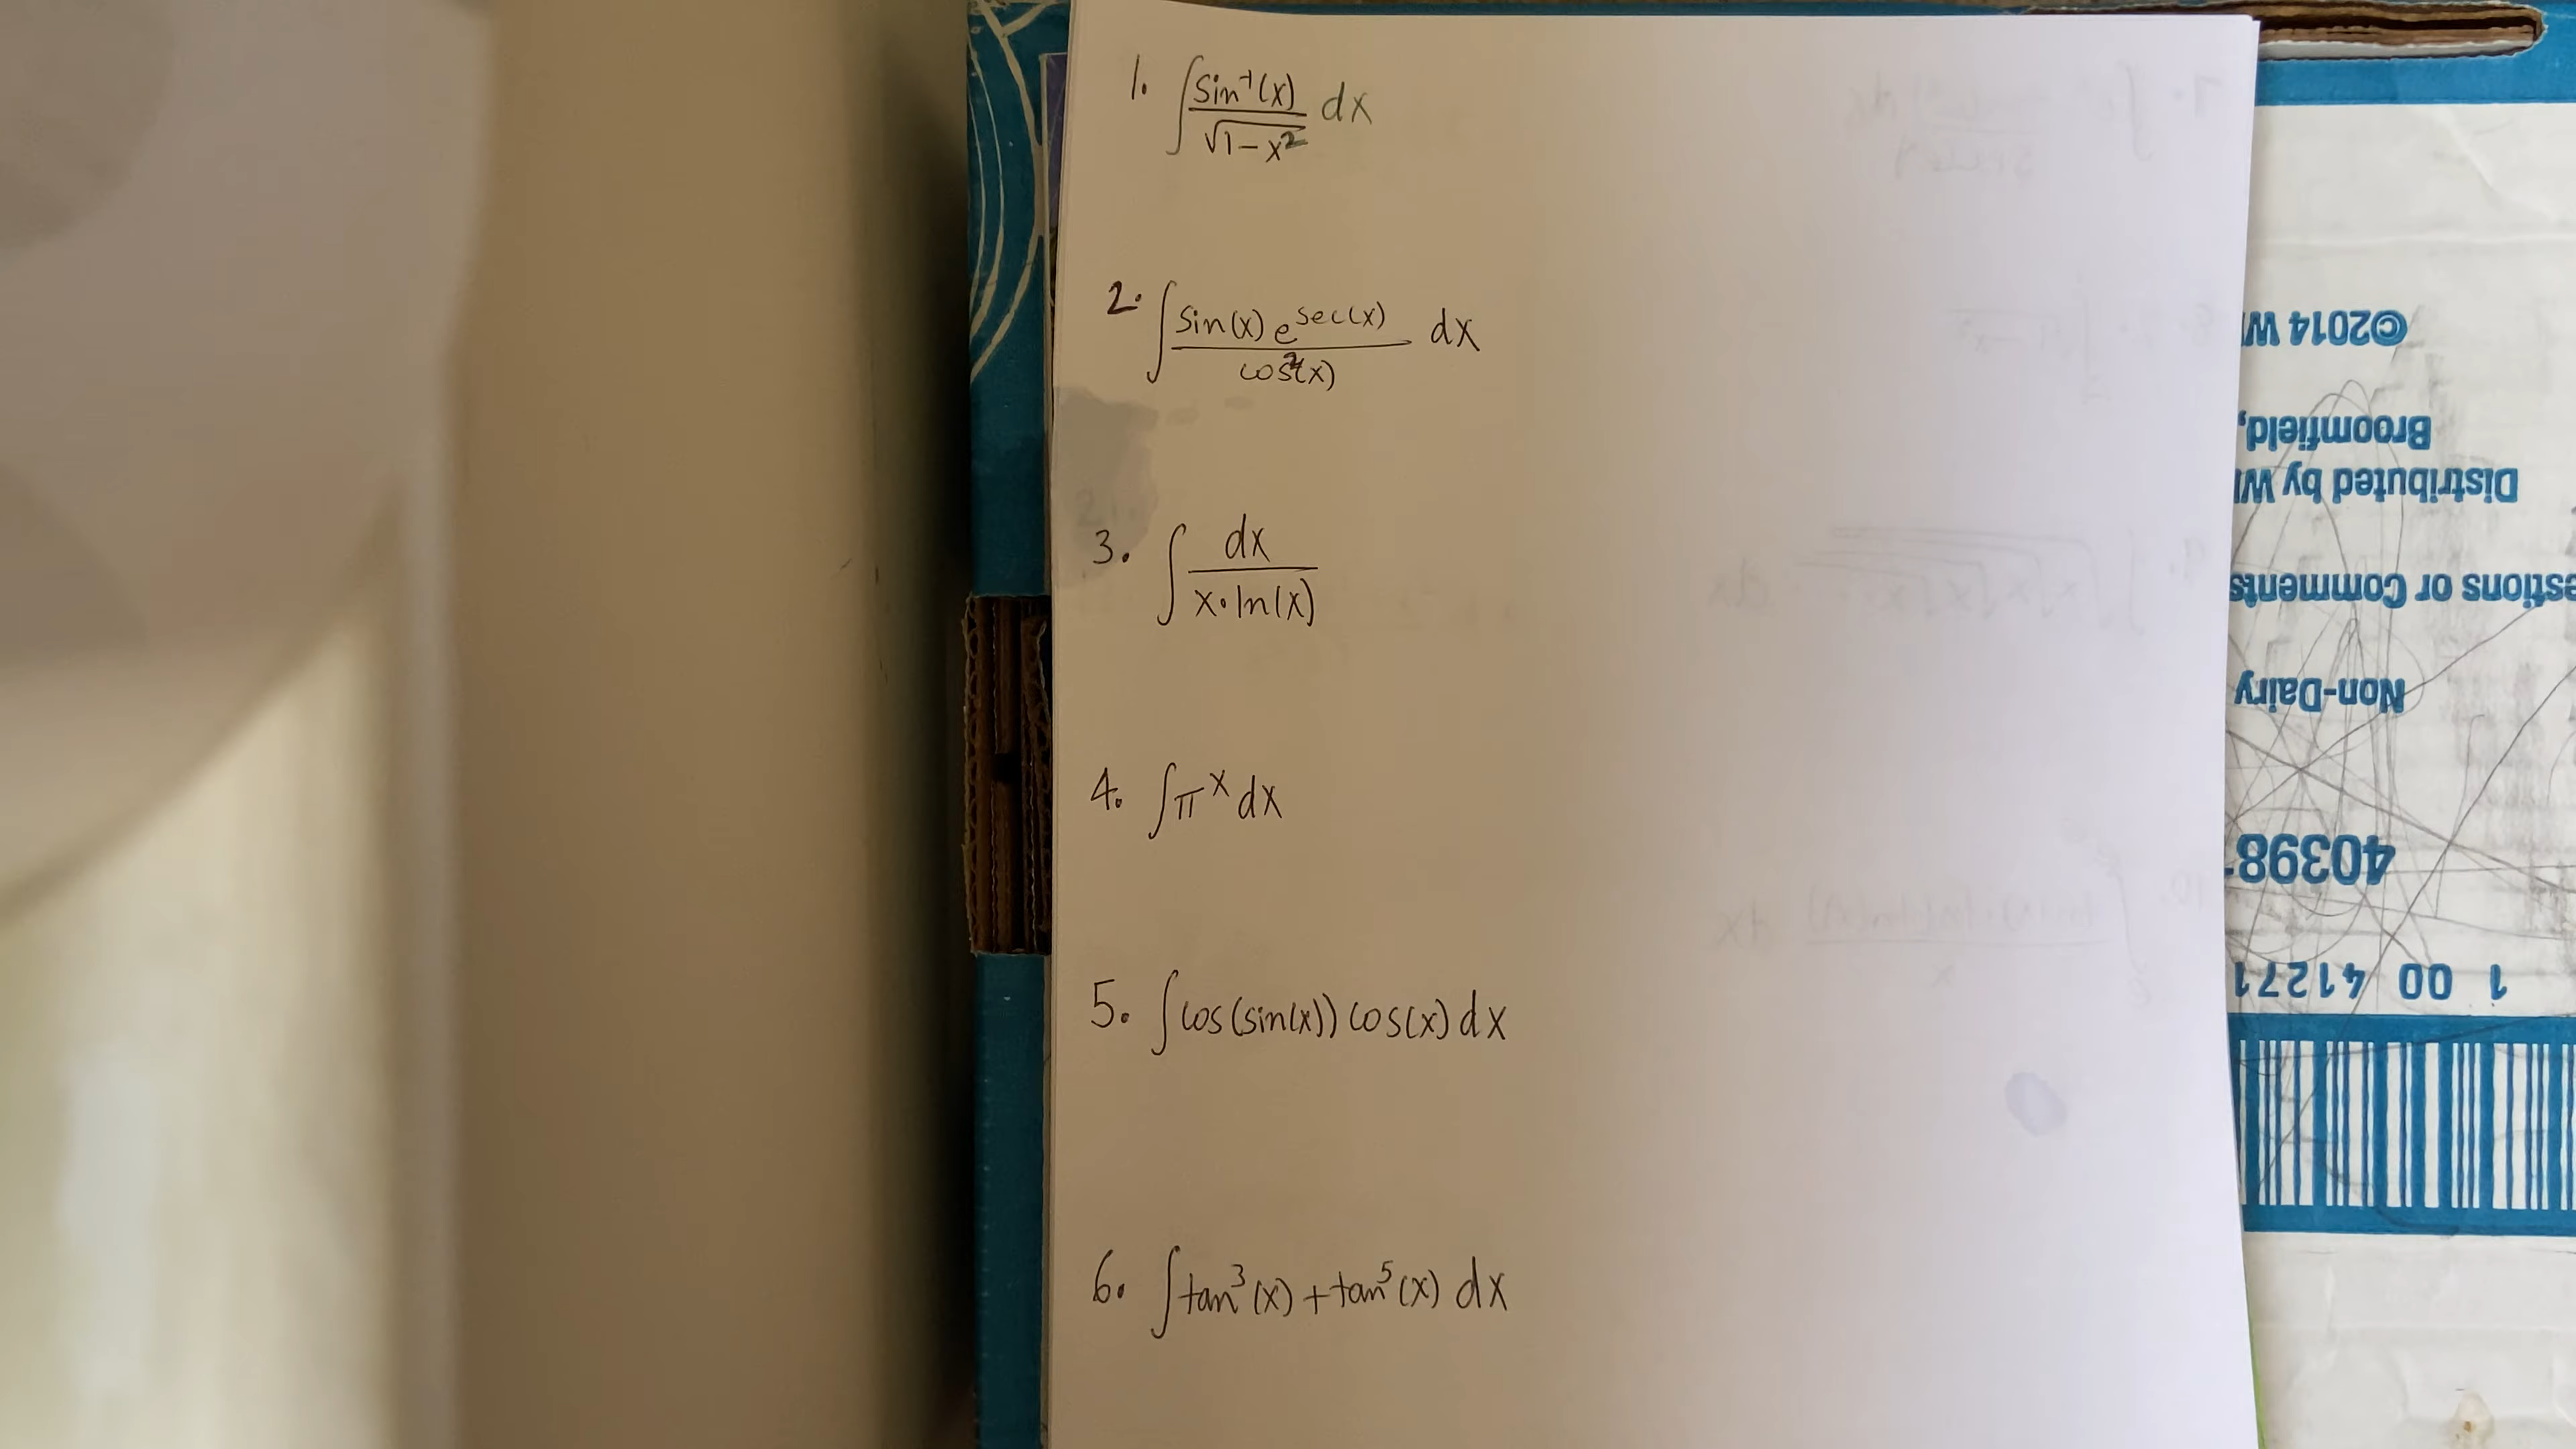 1. ∫ sin⁻¹(x) / √(1-x²) dx
2. ∫ sin(x) e^sec(x) / cos²(x) dx
3. ∫ dx / x·ln(x)
4. ∫ π^x dx
5. ∫ cos(sin(x)) cos(x) dx
6. ∫ tan³(x) + tan⁵(x) dx
1 00 41271
40398
Non-Dairy
estions or Comments
Distributed by W
Broomfield,
©2014 W